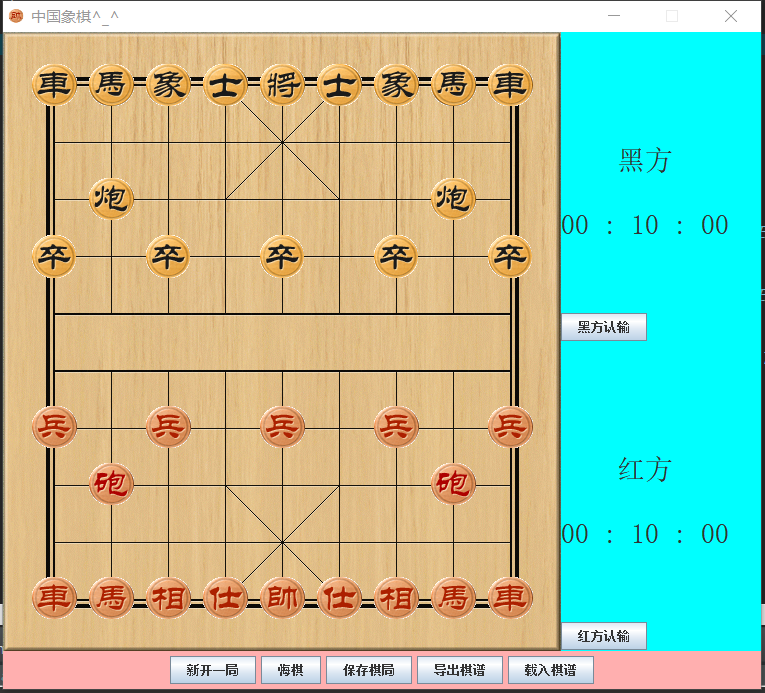 中国象棋^_^
車馬象士將士象馬車
炮 炮
卒 卒 卒 卒 卒
兵 兵 兵 兵 兵
砲 砲
車馬相仕帥仕相馬車
黑方
00 : 10 : 00
黑方认输
红方
00 : 10 : 00
红方认输
新开一局 悔棋 保存棋局 导出棋谱 载入棋谱